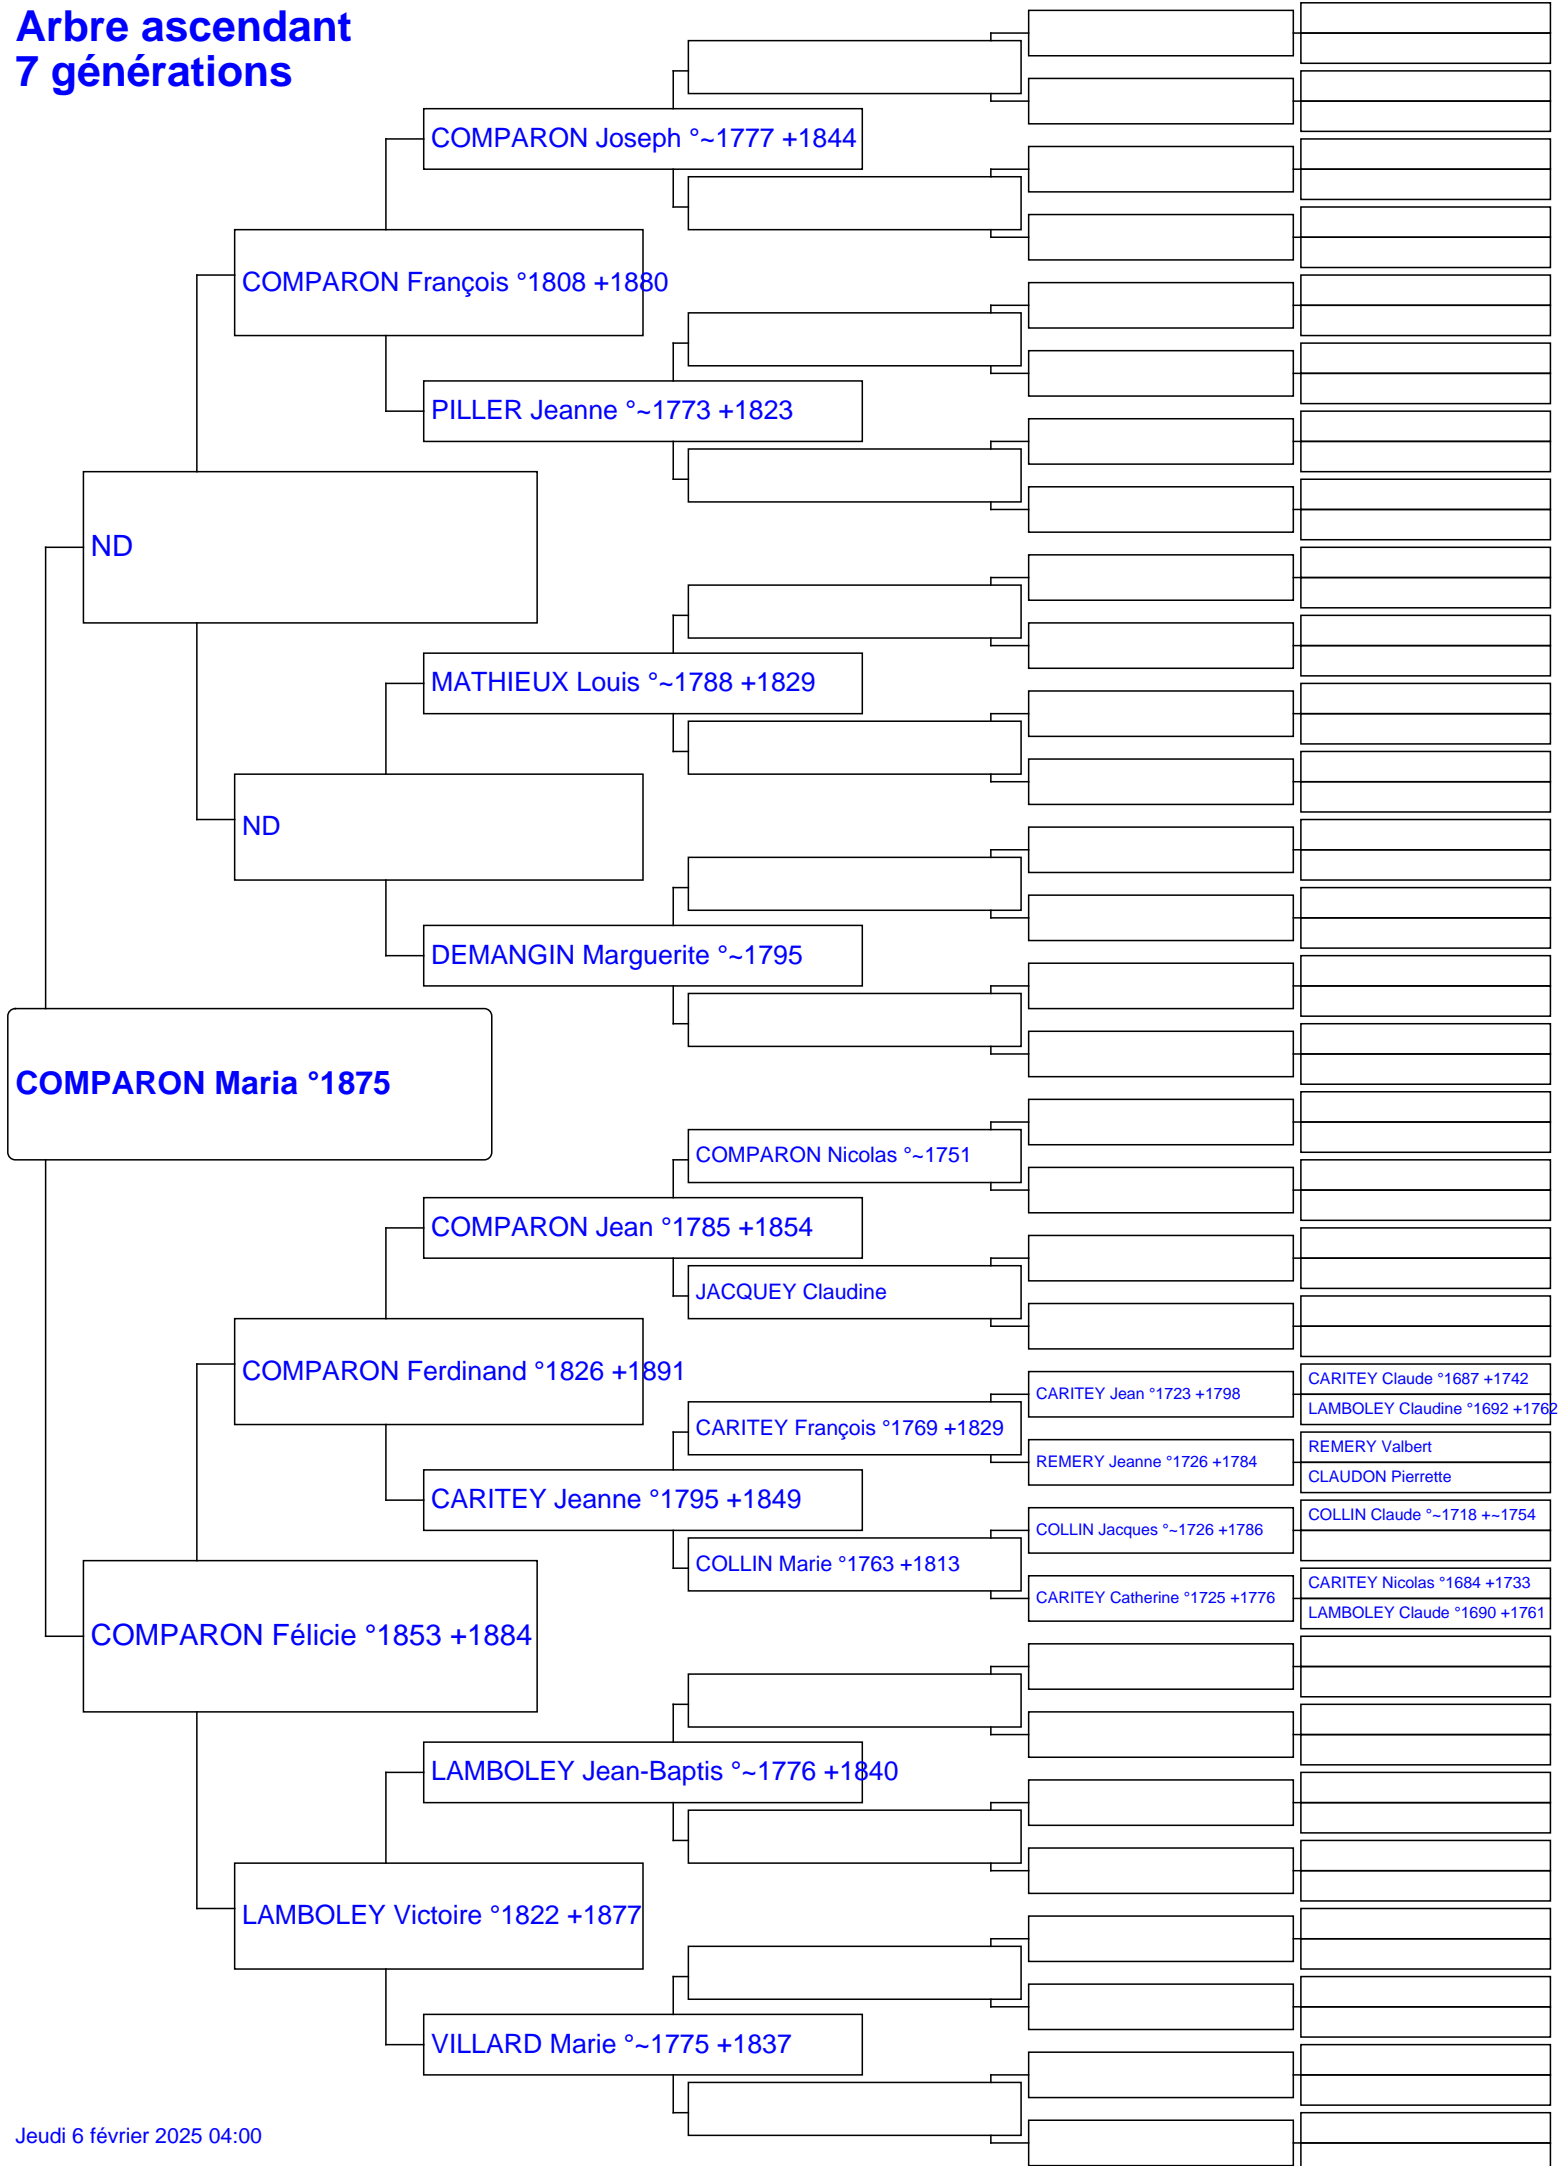 Arbre ascendant
7 générations
COMPARON Joseph °~1777 +1844
COMPARON François °1808 +1880
PILLER Jeanne °~1773 +1823
ND
MATHIEUX Louis °~1788 +1829
ND
DEMANGIN Marguerite °~1795
COMPARON Maria °1875
COMPARON Nicolas °~1751
COMPARON Jean °1785 +1854
JACQUEY Claudine
COMPARON Ferdinand °1826 +1891
CARITEY Claude °1687 +1742
CARITEY Jean °1723 +1798
LAMBOLEY Claudine °1692 +1762
CARITEY François °1769 +1829
REMERY Valbert
REMERY Jeanne °1726 +1784
CLAUDON Pierrette
CARITEY Jeanne °1795 +1849
COLLIN Claude °~1718 +~1754
COLLIN Jacques °~1726 +1786
COLLIN Marie °1763 +1813
CARITEY Nicolas °1684 +1733
CARITEY Catherine °1725 +1776
LAMBOLEY Claude °1690 +1761
COMPARON Félicie °1853 +1884
LAMBOLEY Jean-Baptis °~1776 +1840
LAMBOLEY Victoire °1822 +1877
VILLARD Marie °~1775 +1837
Jeudi 6 février 2025 04:00